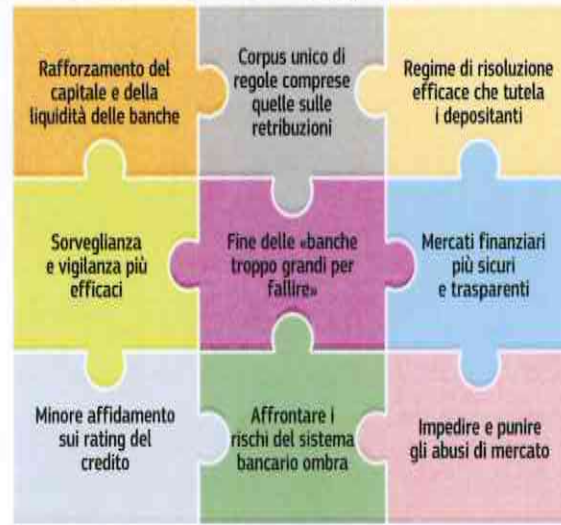 Rafforzamento del
capitale e della
liquidità delle banche
Corpus unico di
regole comprese
quelle sulle
retribuzioni
Regime di risoluzione
efficace che tutela
i depositanti
Sorveglianza
e vigilanza più
efficaci
Fine delle «banche
troppo grandi per
fallire»
Mercati finanziari
più sicuri
e trasparenti
Minore affidamento
sui rating del
credito
Affrontare i
rischi del sistema
bancario ombra
Impedire e punire
gli abusi di mercato